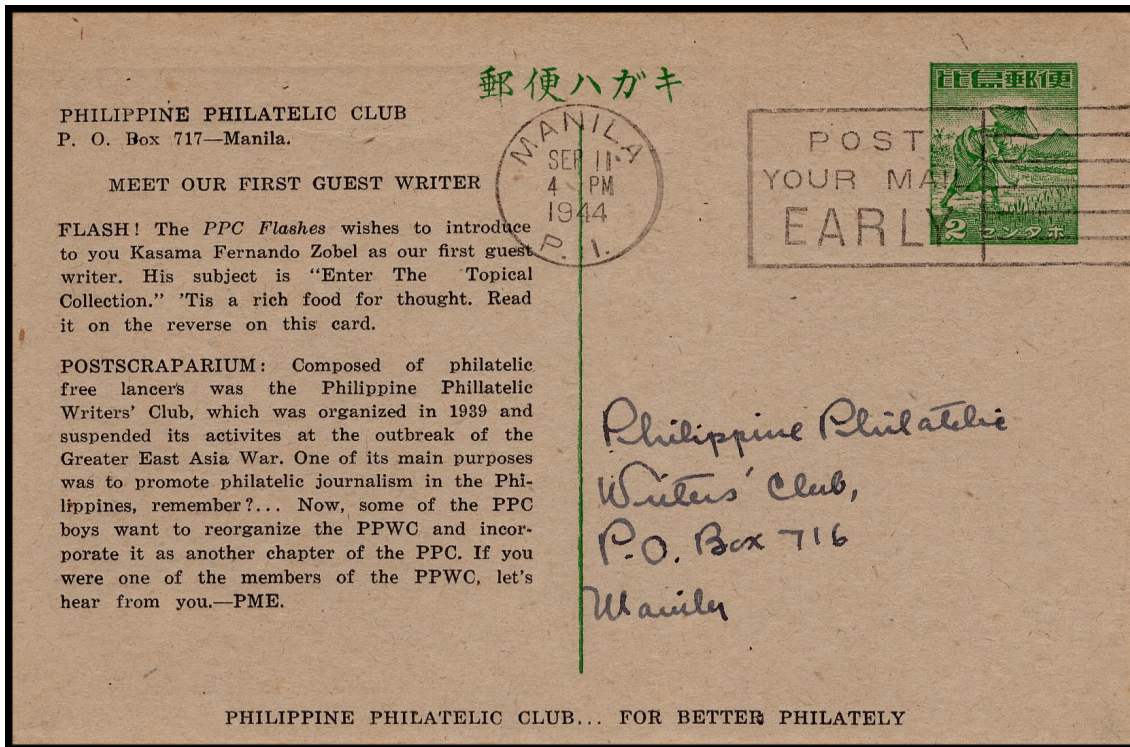 郵便ハガキ
比島郵便
2 センタボ
MANILA
SEP 11
4 PM
1944
P. I.
POST
YOUR MAIL
EARLY
PHILIPPINE PHILATELIC CLUB
P. O. Box 717—Manila.
MEET OUR FIRST GUEST WRITER
FLASH! The PPC Flashes wishes to introduce
to you Kasama Fernando Zobel as our first guest
writer. His subject is “Enter The Topical
Collection.” ’Tis a rich food for thought. Read
it on the reverse on this card.
POSTSCRAPARIUM: Composed of philatelic
free lancers was the Philippine Phillatelic
Writers’ Club, which was organized in 1939 and
suspended its activites at the outbreak of the
Greater East Asia War. One of its main purposes
was to promote philatelic journalism in the Phi-
lippines, remember?... Now, some of the PPC
boys want to reorganize the PPWC and incor-
porate it as another chapter of the PPC. If you
were one of the members of the PPWC, let’s
hear from you.—PME.
Philippine Philatelic
Writers' Club,
P.O. Box 716
Manila
PHILIPPINE PHILATELIC CLUB... FOR BETTER PHILATELY